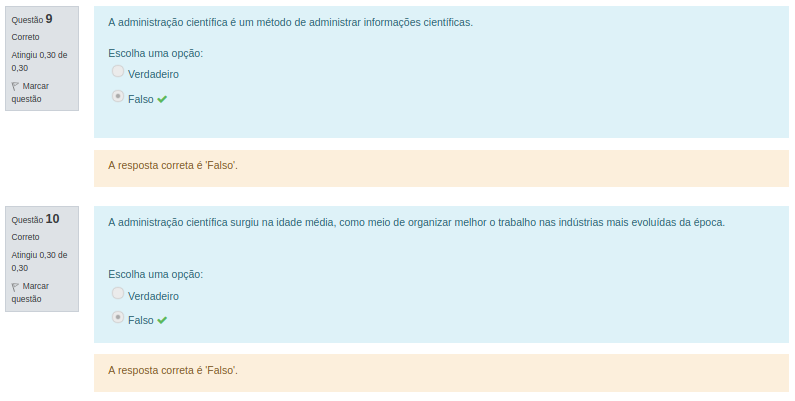 Questão 9
Correto
Atingiu 0,30 de
0,30
Marcar
questão
A administração científica é um método de administrar informações científicas.
Escolha uma opção:
Verdadeiro
Falso
A resposta correta é 'Falso'.
Questão 10
Correto
Atingiu 0,30 de
0,30
Marcar
questão
A administração científica surgiu na idade média, como meio de organizar melhor o trabalho nas indústrias mais evoluídas da época.
Escolha uma opção:
Verdadeiro
Falso
A resposta correta é 'Falso'.